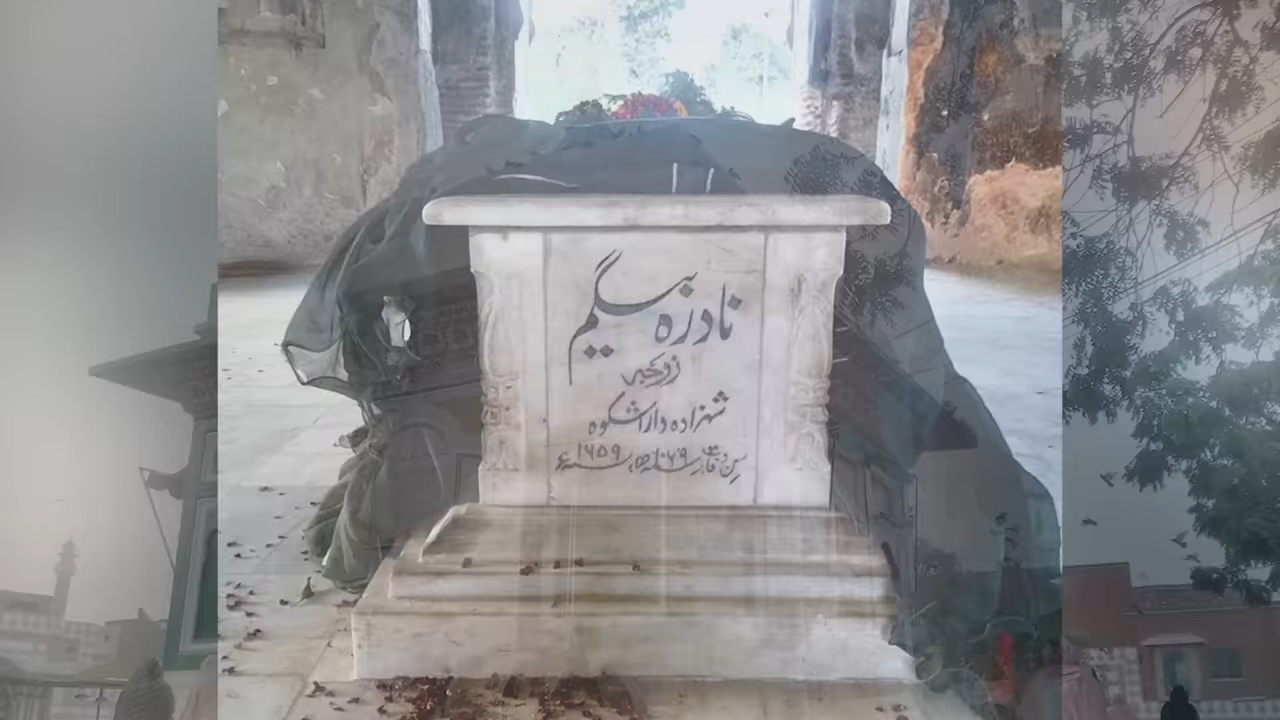 نادرہ بیگم
زوجہ
شہزادہ داراشکوہ
سن وفات ۱۰۶۹ھ، ۱۶۵۹ء